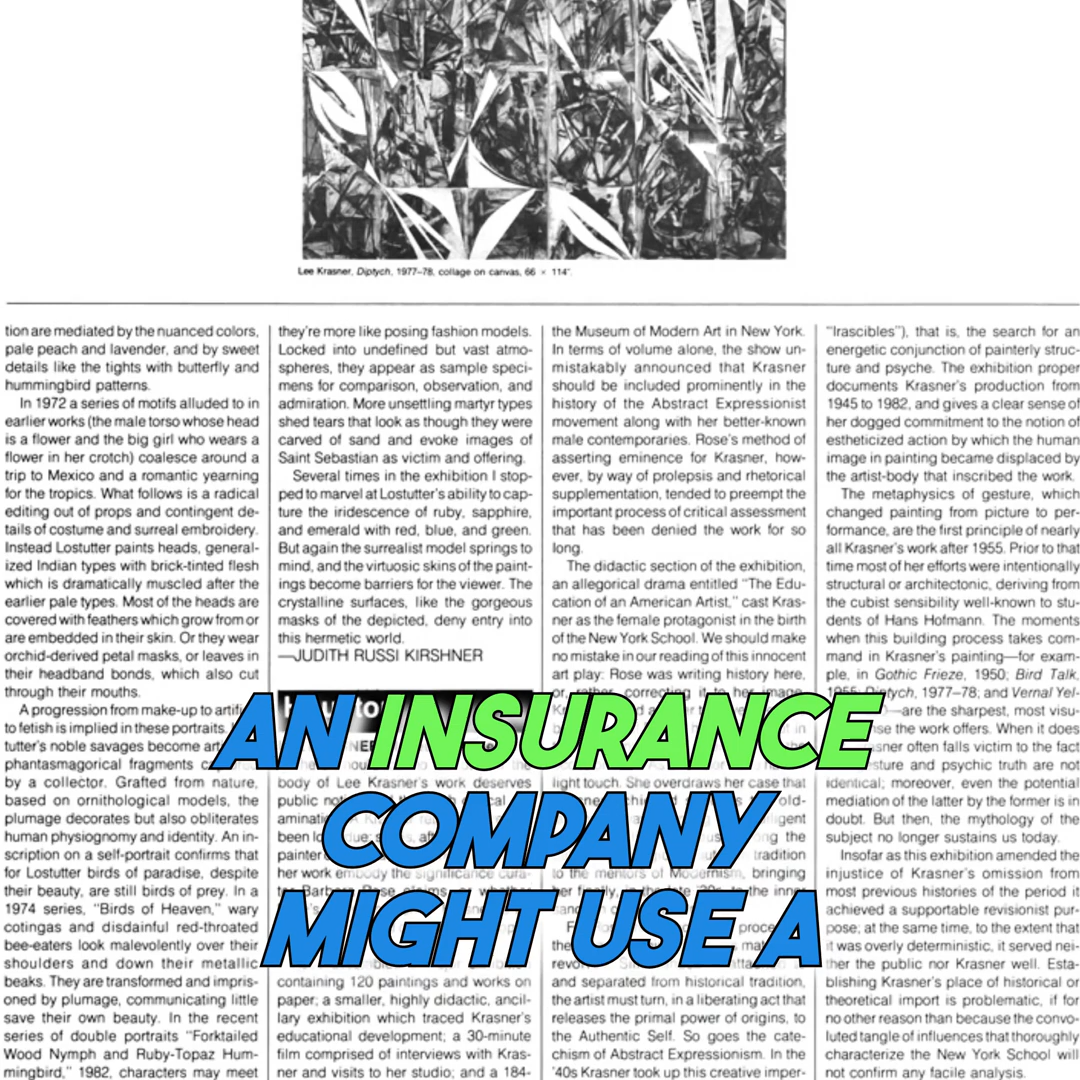 Lee Krasner, Diptych, 1977–78, collage on canvas, 66 × 114".
tion are mediated by the nuanced colors,
pale peach and lavender, and by sweet
details like the tights with butterfly and
hummingbird patterns.
In 1972 a series of motifs alluded to in
earlier works (the male torso whose head
is a flower and the big girl who wears a
flower in her crotch) coalesce around a
trip to Mexico and a romantic yearning
for the tropics. What follows is a radical
editing out of props and contingent de-
tails of costume and surreal embroidery.
Instead Lostutter paints heads, general-
ized Indian types with brick-tinted flesh
which is dramatically muscled after the
earlier pale types. Most of the heads are
covered with feathers which grow from or
are embedded in their skin. Or they wear
orchid-derived petal masks, or leaves in
their headband bonds, which also cut
through their mouths.
A progression from make-up to
to fetish is implied in these portraits.
tutter's noble savages become
phantasmagorical fragments
by a collector. Grafted from nature,
based on ornithological models, the
plumage decorates but also obliterates
human physiognomy and identity. An in-
scription on a self-portrait confirms that
for Lostutter birds of paradise, despite
their beauty, are still birds of prey. In a
1974 series, "Birds of Heaven," wary
cotingas and disdainful red-throated
bee-eaters look malevolently over their
shoulders and down their metallic
beaks. They are transformed and impris-
oned by plumage, communicating little
save their own beauty. In the recent
series of double portraits "Forktailed
Wood Nymph and Ruby-Topaz Hum-
mingbird," 1982, characters may meet
they're more like posing fashion models.
Locked into undefined but vast atmo-
spheres, they appear as sample speci-
mens for comparison, observation, and
admiration. More unsettling martyr types
shed tears that look as though they were
carved of sand and evoke images of
Saint Sebastian as victim and offering.
Several times in the exhibition I stop-
ped to marvel at Lostutter's ability to cap-
ture the iridescence of ruby, sapphire,
and emerald with red, blue, and green.
But again the surrealist model springs to
mind, and the virtuosic skins of the paint-
ings become barriers for the viewer. The
crystalline surfaces, like the gorgeous
masks of the depicted, deny entry into
this hermetic world.
—JUDITH RUSSI KIRSHNER
body of Lee Krasner's work deserves
public
been
painter
her work embody the significance cura-
tor Barbara Rose claims, or whether
containing 120 paintings and works on
paper; a smaller, highly didactic, ancil-
lary exhibition which traced Krasner's
educational development; a 30-minute
film comprised of interviews with Kras-
ner and visits to her studio; and a 184-
the Museum of Modern Art in New York.
In terms of volume alone, the show un-
mistakably announced that Krasner
should be included prominently in the
history of the Abstract Expressionist
movement along with her better-known
male contemporaries. Rose's method of
asserting eminence for Krasner, how-
ever, by way of prolepsis and rhetorical
supplementation, tended to preempt the
important process of critical assessment
that has been denied the work for so
long.
The didactic section of the exhibition,
an allegorical drama entitled "The Edu-
cation of an American Artist," cast Kras-
ner as the female protagonist in the birth
of the New York School. We should make
no mistake in our reading of this innocent
art play: Rose was writing history here,
or, rather, correcting it to her image.
light touch. She overdraws her case that
old-
the
tradition
to the mentors of Modernism, bringing
her finally, in the late '30s, to the inner
and separated from historical tradition,
the artist must turn, in a liberating act that
releases the primal power of origins, to
the Authentic Self. So goes the cate-
chism of Abstract Expressionism. In the
'40s Krasner took up this creative imper-
"Irascibles"), that is, the search for an
energetic conjunction of painterly struc-
ture and psyche. The exhibition proper
documents Krasner's production from
1945 to 1982, and gives a clear sense of
her dogged commitment to the notion of
estheticized action by which the human
image in painting became displaced by
the artist-body that inscribed the work.
The metaphysics of gesture, which
changed painting from picture to per-
formance, are the first principle of nearly
all Krasner's work after 1955. Prior to that
time most of her efforts were intentionally
structural or architectonic, deriving from
the cubist sensibility well-known to stu-
dents of Hans Hofmann. The moments
when this building process takes com-
mand in Krasner's painting—for exam-
ple, in Gothic Frieze, 1950; Bird Talk,
1955; Diptych, 1977–78; and Vernal Yel-
—are the sharpest, most visu-
the work offers. When it does
often falls victim to the fact
and psychic truth are not
identical; moreover, even the potential
mediation of the latter by the former is in
doubt. But then, the mythology of the
subject no longer sustains us today.
Insofar as this exhibition amended the
injustice of Krasner's omission from
most previous histories of the period it
achieved a supportable revisionist pur-
pose; at the same time, to the extent that
it was overly deterministic, it served nei-
ther the public nor Krasner well. Esta-
blishing Krasner's place of historical or
theoretical import is problematic, if for
no other reason than because the convo-
luted tangle of influences that thoroughly
characterize the New York School will
not confirm any facile analysis.
AN INSURANCE
COMPANY
MIGHT USE A